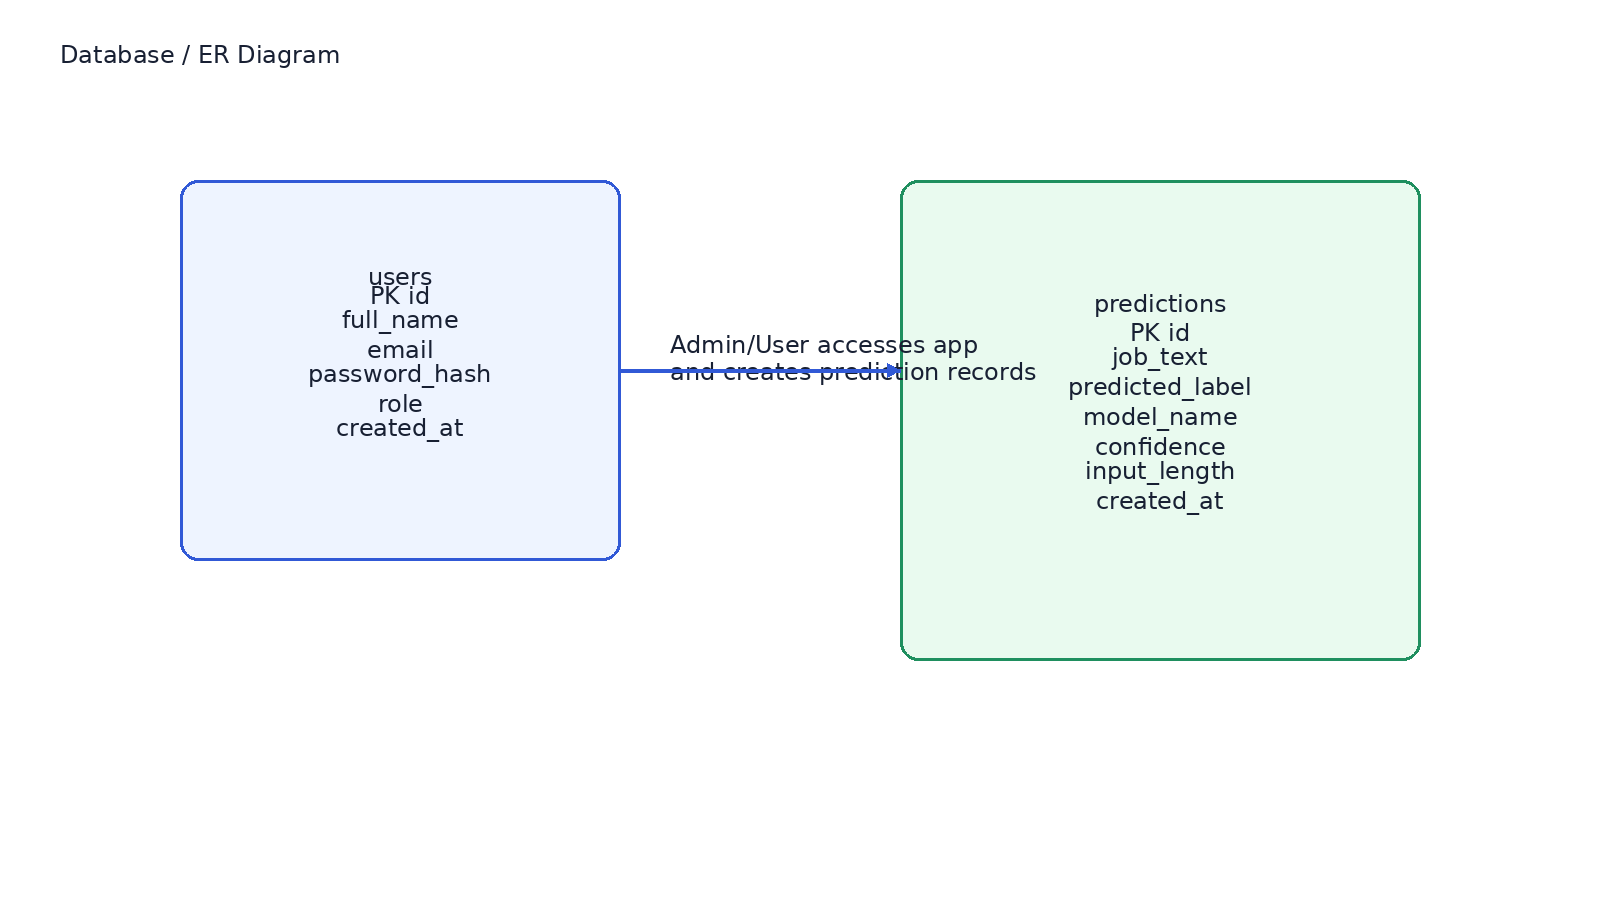 Database / ER Diagram
users
PK id
full_name
email
password_hash
role
created_at
Admin/User accesses app
and creates prediction records
predictions
PK id
job_text
predicted_label
model_name
confidence
input_length
created_at